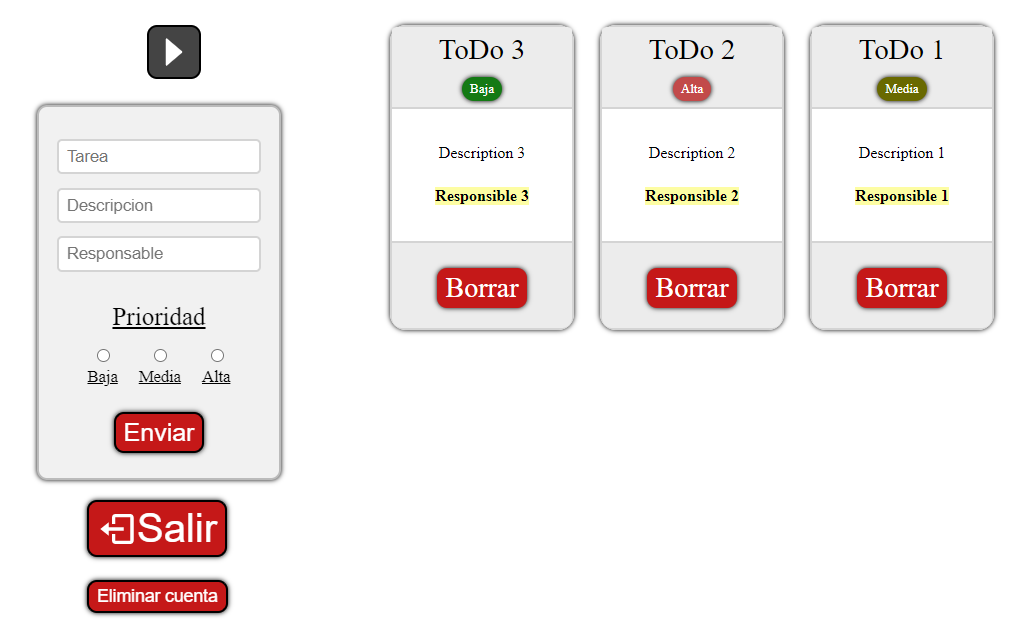 Tarea
Descripcion
Responsable
Prioridad
Baja Media Alta
Enviar
Salir
Eliminar cuenta
ToDo 3
Baja
Description 3
Responsible 3
Borrar
ToDo 2
Alta
Description 2
Responsible 2
Borrar
ToDo 1
Media
Description 1
Responsible 1
Borrar